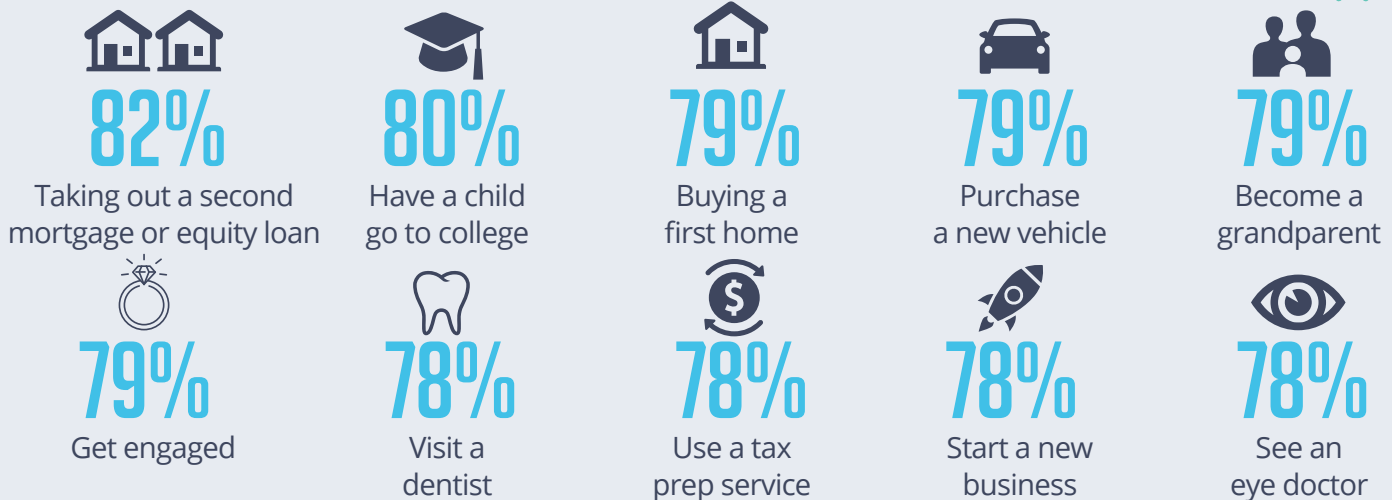 82%
Taking out a second
mortgage or equity loan
80%
Have a child
go to college
79%
Buying a
first home
79%
Purchase
a new vehicle
79%
Become a
grandparent
79%
Get engaged
78%
Visit a
dentist
$
78%
Use a tax
prep service
78%
Start a new
business
78%
See an
eye doctor